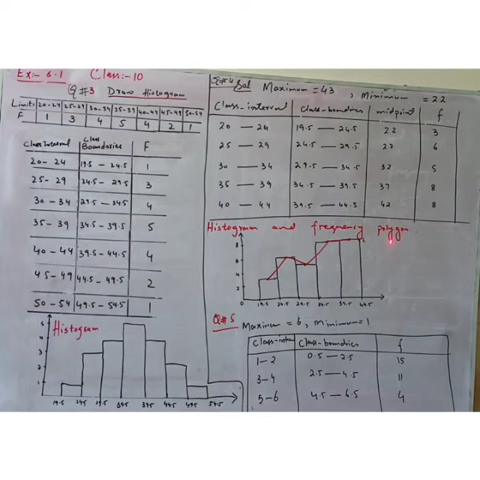 Ex:- 6.1 Class:- 10
Q#3 Draw Histogram
Limits 20-24 25-29 30-34 35-39 40-44 45-49 50-54
F 1 3 4 5 4 2 1
Class Interval Class Boundaries F
20-24 19.5 — 24.5 1
25-29 24.5 — 29.5 3
30-34 29.5 — 34.5 4
35-39 34.5 — 39.5 5
40-44 39.5 — 44.5 4
45-49 44.5 — 49.5 2
50-54 49.5 — 54.5 1
Histogram
Q#4 Sol Maximum = 43 , Minimum = 22
Class-interval class-boundries midpoint f
20 — 24 19.5 — 24.5 22 3
25 — 29 24.5 — 29.5 27 6
30 — 34 29.5 — 34.5 32 5
35 — 39 34.5 — 39.5 37 8
40 — 44 39.5 — 44.5 42 8
Histogram and frequency polygon
Q#5 Maximum = 6, Minimum = 1
Class-inter Class-boundries f
1-2 0.5 — 2.5 15
3-4 2.5 — 4.5 11
5-6 4.5 — 6.5 4